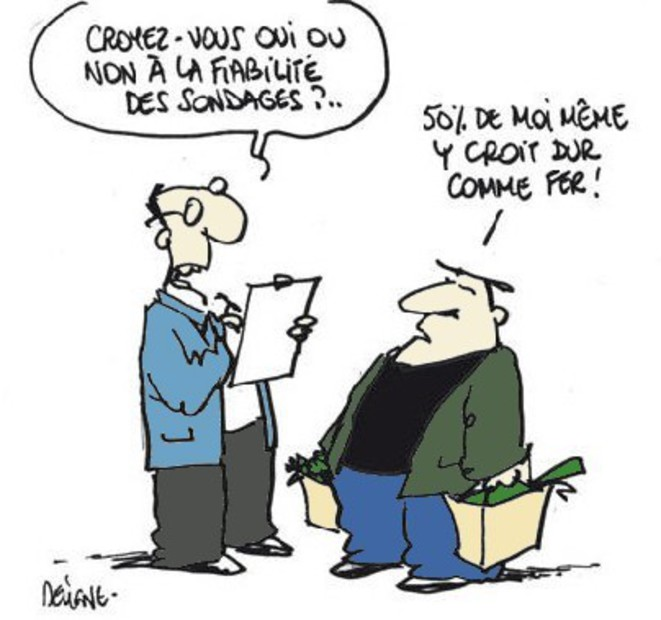 CROYEZ-VOUS OUI OU
NON À LA FIABILITÉ
DES SONDAGES ?..
50% DE MOI MÊME
Y CROIT DUR
COMME FER !
DELIGNE-